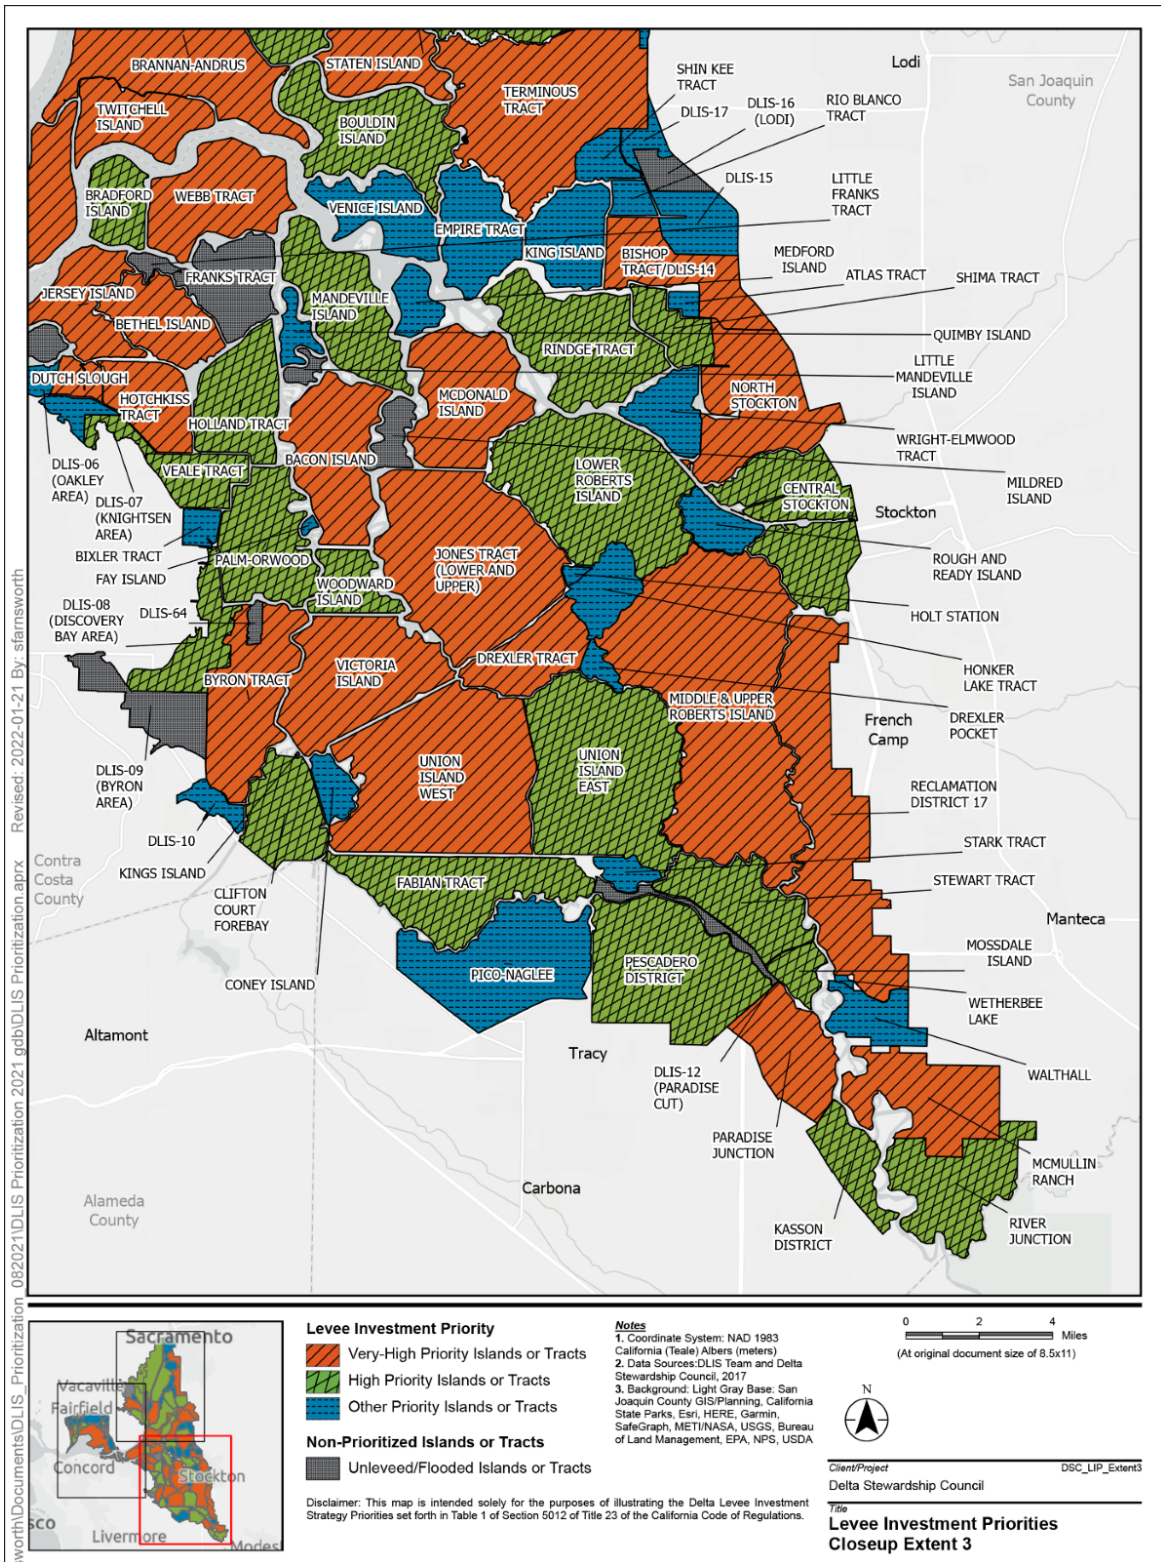 Lodi
San Joaquin
County
BRANNAN-ANDRUS
STATEN ISLAND
SHIN KEE
TRACT
TERMINOUS
TRACT
DLIS-17
DLIS-16
(LODI)
RIO BLANCO
TRACT
TWITCHELL
ISLAND
BOULDIN
ISLAND
DLIS-15
LITTLE
FRANKS
TRACT
BRADFORD
ISLAND
WEBB TRACT
VENICE ISLAND
EMPIRE TRACT
KING ISLAND
BISHOP
TRACT/DLIS-14
MEDFORD
ISLAND
ATLAS TRACT
SHIMA TRACT
FRANKS TRACT
JERSEY ISLAND
MANDEVILLE
ISLAND
BETHEL ISLAND
QUIMBY ISLAND
RINDGE TRACT
LITTLE
MANDEVILLE
ISLAND
DUTCH SLOUGH
HOTCHKISS
TRACT
MCDONALD
ISLAND
NORTH
STOCKTON
HOLLAND TRACT
WRIGHT-ELMWOOD
TRACT
BACON ISLAND
VEALE TRACT
LOWER
ROBERTS
ISLAND
MILDRED
ISLAND
DLIS-06
(OAKLEY
AREA)
CENTRAL
STOCKTON
Stockton
DLIS-07
(KNIGHTSEN
AREA)
BIXLER TRACT
PALM-ORWOOD
JONES TRACT
(LOWER AND
UPPER)
ROUGH AND
READY ISLAND
FAY ISLAND
WOODWARD
ISLAND
DLIS-08
(DISCOVERY
BAY AREA)
DLIS-64
HOLT STATION
BYRON TRACT
VICTORIA
ISLAND
DREXLER TRACT
HONKER
LAKE TRACT
MIDDLE & UPPER
ROBERTS ISLAND
French
Camp
DREXLER
POCKET
DLIS-09
(BYRON
AREA)
UNION
ISLAND
WEST
UNION
ISLAND
EAST
RECLAMATION
DISTRICT 17
DLIS-10
STARK TRACT
Contra
Costa
County
KINGS ISLAND
STEWART TRACT
FABIAN TRACT
CLIFTON
COURT
FOREBAY
Manteca
MOSSDALE
ISLAND
PESCADERO
DISTRICT
PICO-NAGLEE
CONEY ISLAND
WETHERBEE
LAKE
Altamont
Tracy
DLIS-12
(PARADISE
CUT)
WALTHALL
PARADISE
JUNCTION
MCMULLIN
RANCH
Carbona
Alameda
County
KASSON
DISTRICT
RIVER
JUNCTION
sworth\Documents\DLIS_Prioritization_082021\DLIS Prioritization 2021 gdb\DLIS Prioritization.aprx Revised: 2022-01-21 By: sfarnsworth
Sacramento
Vacaville
Fairfield
Concord
Stockton
sco
Livermore
Modes
Levee Investment Priority
Very-High Priority Islands or Tracts
High Priority Islands or Tracts
Other Priority Islands or Tracts
Non-Prioritized Islands or Tracts
Unleveed/Flooded Islands or Tracts
Disclaimer: This map is intended solely for the purposes of illustrating the Delta Levee Investment
Strategy Priorities set forth in Table 1 of Section 5012 of Title 23 of the California Code of Regulations.
Notes
1. Coordinate System: NAD 1983
California (Teale) Albers (meters)
2. Data Sources:DLIS Team and Delta
Stewardship Council, 2017
3. Background: Light Gray Base: San
Joaquin County GIS/Planning, California
State Parks, Esri, HERE, Garmin,
SafeGraph, METI/NASA, USGS, Bureau
of Land Management, EPA, NPS, USDA
0 2 4
Miles
(At original document size of 8.5x11)
N
Client/Project DSC_LIP_Extent3
Delta Stewardship Council
Title
Levee Investment Priorities
Closeup Extent 3